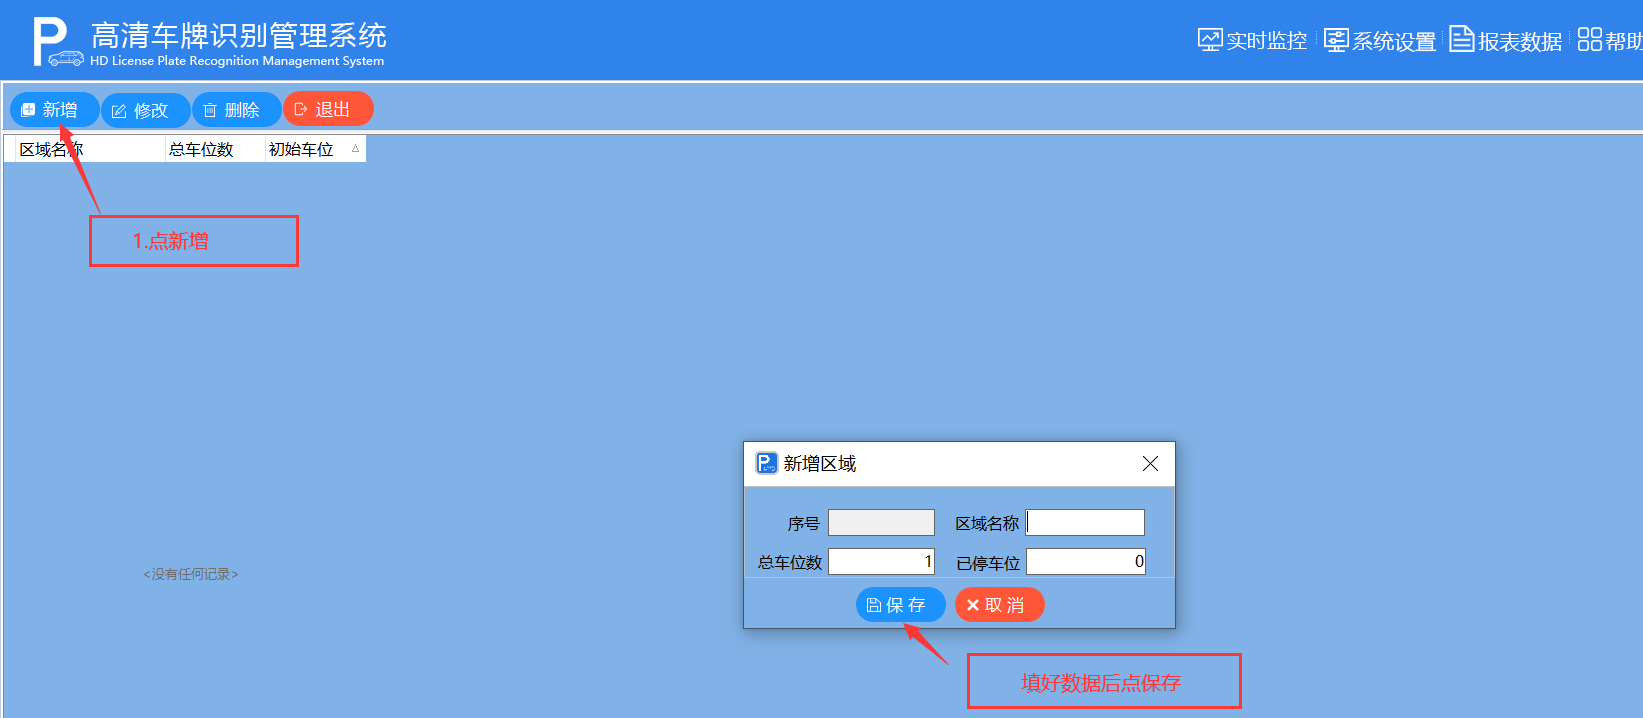 高清车牌识别管理系统
HD License Plate Recognition Management System
实时监控 系统设置 报表数据 帮助
新增 修改 删除 退出
区域名称 总车位数 初始车位
1.点新增
新增区域
序号 区域名称
总车位数 1 已停车位 0
<没有任何记录>
保存 取消
填好数据后点保存